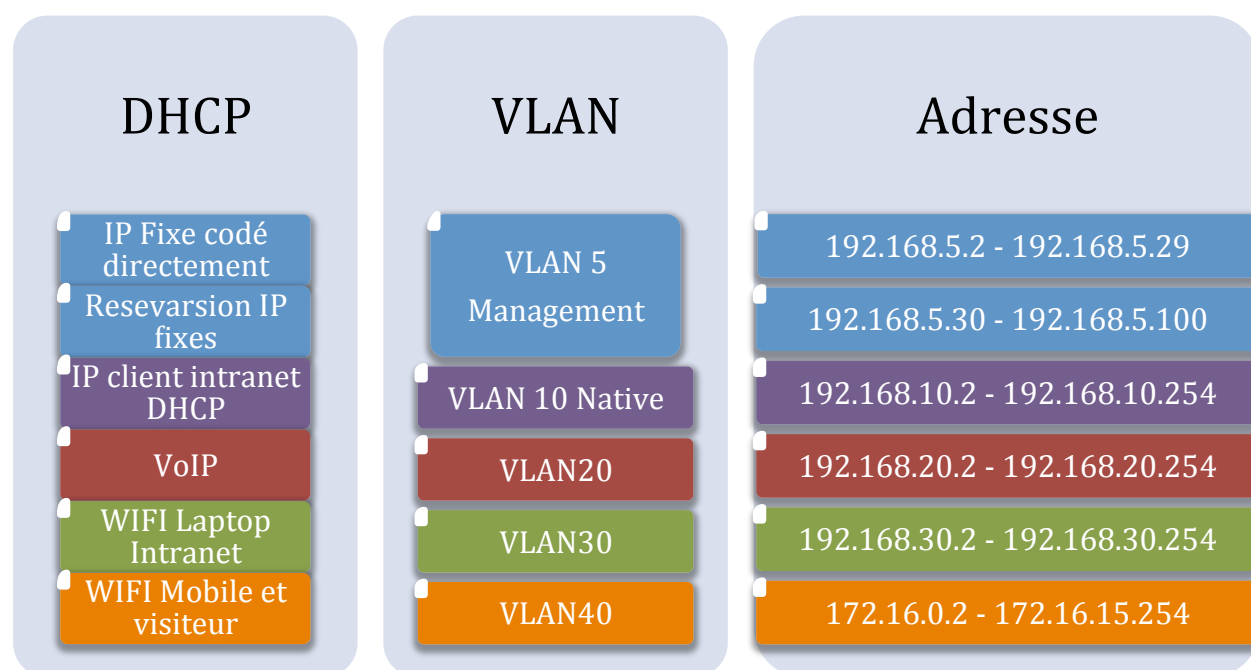 DHCP
IP Fixe codé
directement
Resevarsion IP
fixes
IP client intranet
DHCP
VoIP
WIFI Laptop
Intranet
WIFI Mobile et
visiteur
VLAN
VLAN 5
Management
VLAN 10 Native
VLAN20
VLAN30
VLAN40
Adresse
192.168.5.2 - 192.168.5.29
192.168.5.30 - 192.168.5.100
192.168.10.2 - 192.168.10.254
192.168.20.2 - 192.168.20.254
192.168.30.2 - 192.168.30.254
172.16.0.2 - 172.16.15.254